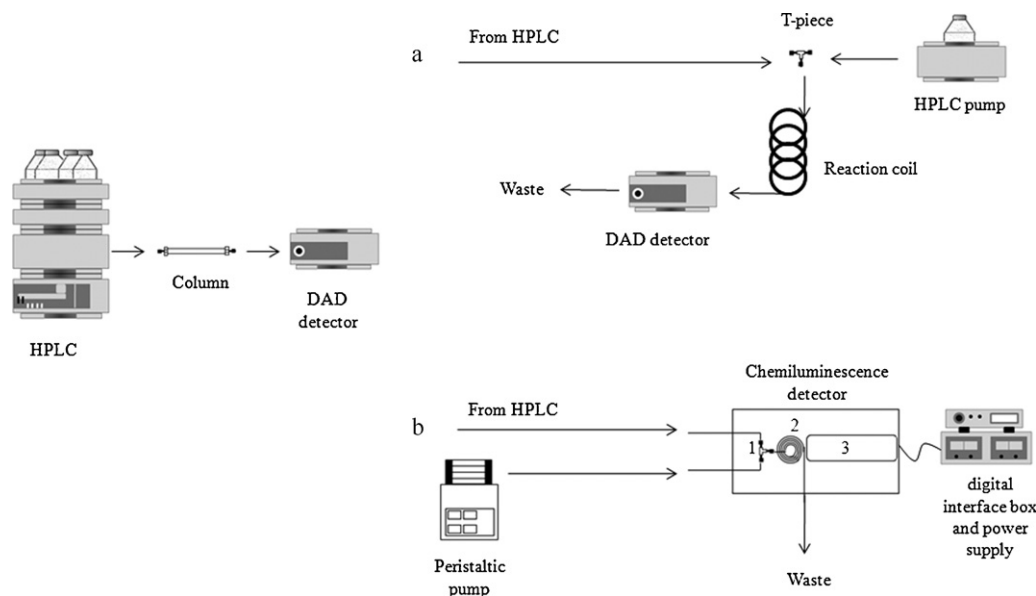 HPLC
Column
DAD
detector
a
From HPLC
T-piece
HPLC pump
Reaction coil
DAD detector
Waste
b
From HPLC
Peristaltic
pump
Chemiluminescence
detector
1
2
3
Waste
digital
interface box
and power
supply